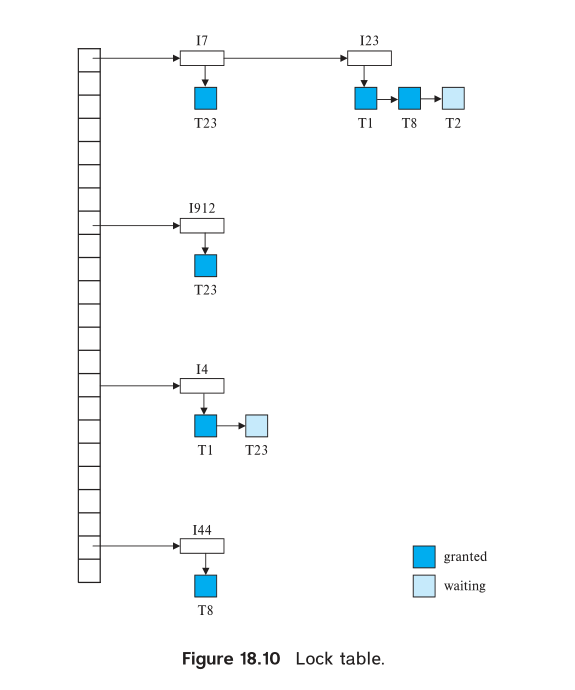 I7 I23
T23 T1 T8 T2
I912
T23
I4
T1 T23
I44
granted
waiting
T8
Figure 18.10 Lock table.